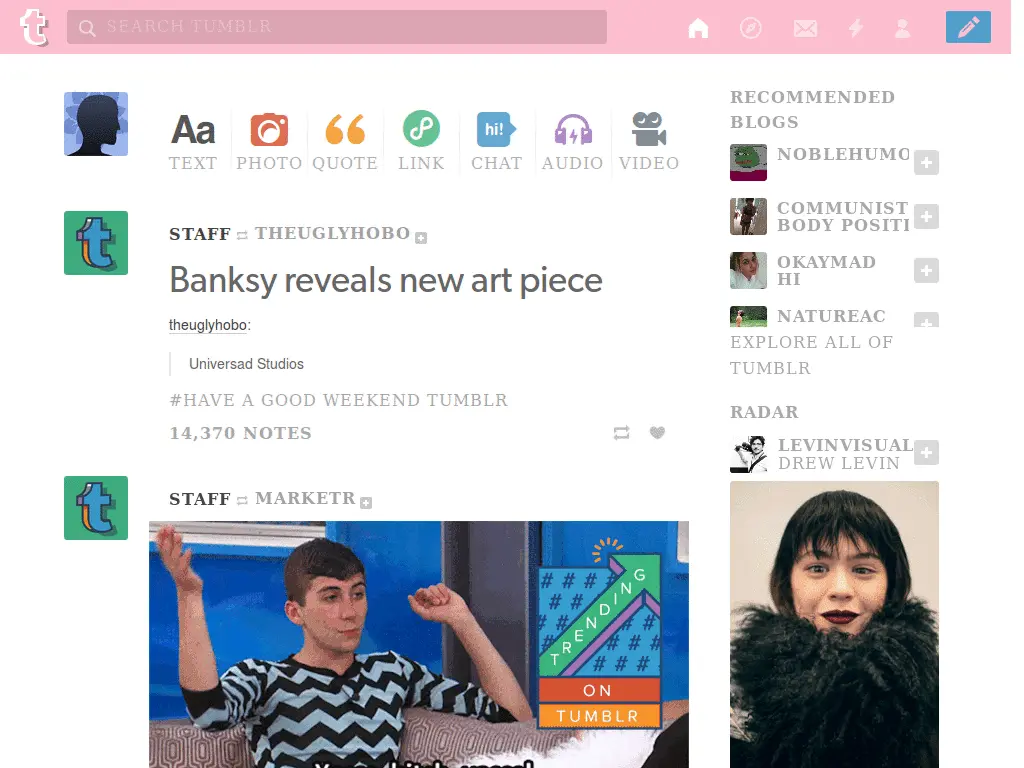 t
SEARCH TUMBLR
Aa
hi!
TEXT
PHOTO
QUOTE
LINK
CHAT
AUDIO
VIDEO
STAFF THEUGLYHOBO
Banksy reveals new art piece
theuglyhobo:
Universad Studios
#HAVE A GOOD WEEKEND TUMBLR
14,370 NOTES
STAFF MARKETR
TRENDING
ON
TUMBLR
RECOMMENDED
BLOGS
NOBLEHUMO
COMMUNIST
BODY POSITI
OKAYMAD
HI
NATUREAC
EXPLORE ALL OF
TUMBLR
RADAR
LEVINVISUAL
DREW LEVIN